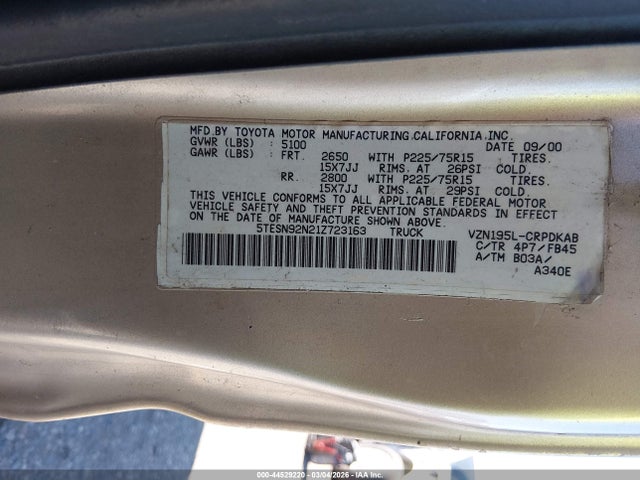 MFD.BY TOYOTA MOTOR MANUFACTURING.CALIFORNIA.INC.
GVWR (LBS) : 5100 DATE 09/00
GAWR (LBS) : FRT. 2650 WITH P225/75R15 TIRES.
15X7JJ RIMS. AT 26PSI COLD.
RR. 2800 WITH P225/75R15 TIRES.
15X7JJ RIMS. AT 29PSI COLD.
THIS VEHICLE CONFORMS TO ALL APPLICABLE FEDERAL MOTOR
VEHICLE SAFETY AND THEFT PREVENTION STANDARDS IN EFFECT
ON THE DATE OF MANUFACTURE SHOWN ABOVE.
5TESN92N21Z723163 TRUCK VZN195L-CRPDKAB
C/TR 4P7/FB45
A/TM B03A/
A340E
000-44529220 — 03/04/2026 — IAA Inc.